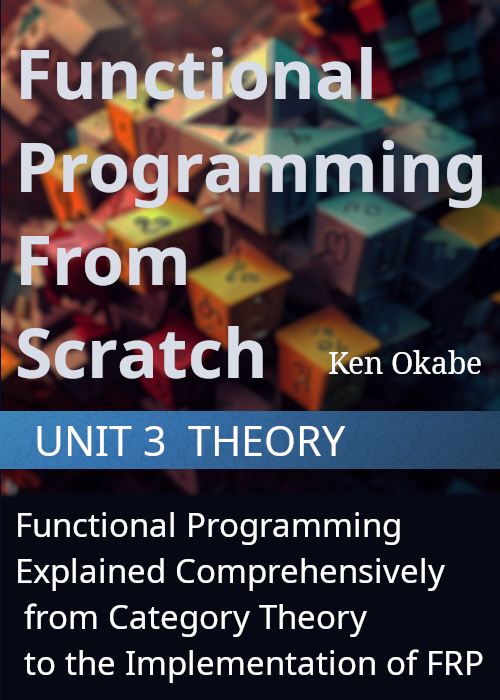 Functional
Programming
From
Scratch
Ken Okabe
UNIT 3 THEORY
Functional Programming
Explained Comprehensively
from Category Theory
to the Implementation of FRP